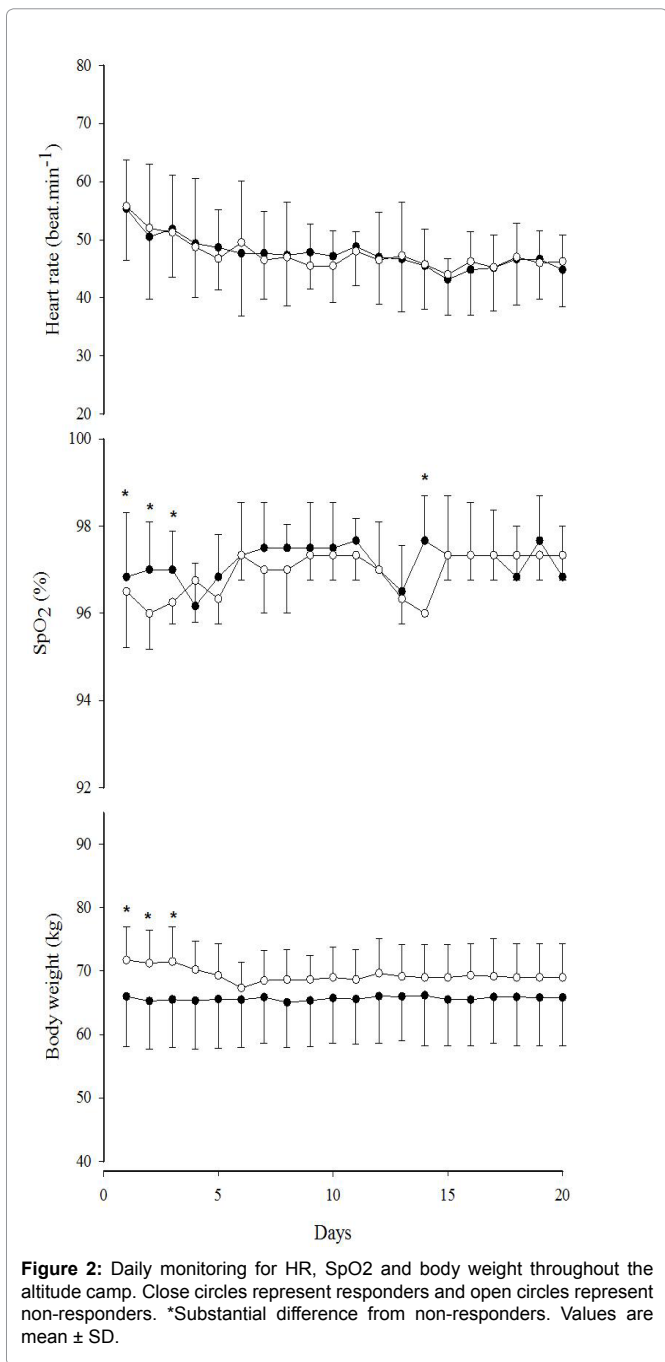 80
70
60
50
40
30
20
Heart rate (beat.min⁻¹)
100
98
96
94
92
SpO₂ (%)
* * * *
90
80
70
60
50
40
Body weight (kg)
* * *
0 5 10 15 20
Days
Figure 2: Daily monitoring for HR, SpO2 and body weight throughout the
altitude camp. Close circles represent responders and open circles represent
non-responders. *Substantial difference from non-responders. Values are
mean ± SD.